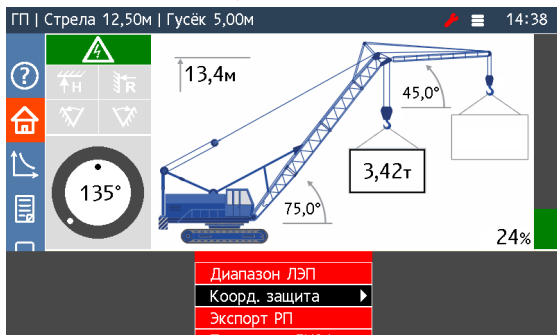 ГП | Стрела 12,50м | Гусёк 5,00м
14:38
?
H
R
13,4м
45,0°
3,42т
135°
75,0°
24%
Диапазон ЛЭП
Коорд. защита
Экспорт РП